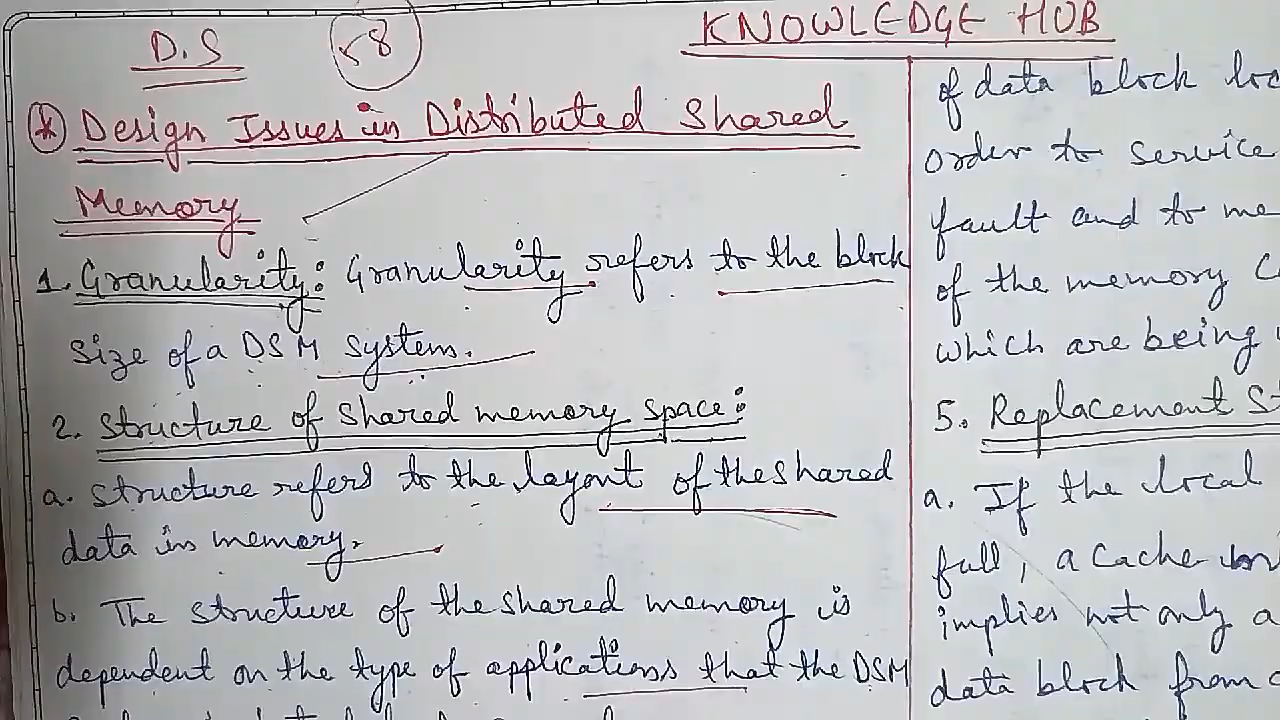 D.S
58
KNOWLEDGE HUB
* Design Issues in Distributed Shared
Memory
1. Granularity: Granularity refers to the block
size of a DSM system.
2. Structure of shared memory space:
a. Structure refers to the layout of the shared
data in memory.
b. The structure of the shared memory is
dependent on the type of applications that the DSM
of data block
order to service
fault and to
of the memory
which are being
5. Replacement
a. If the local
full, a cache
implies not only a
data block from